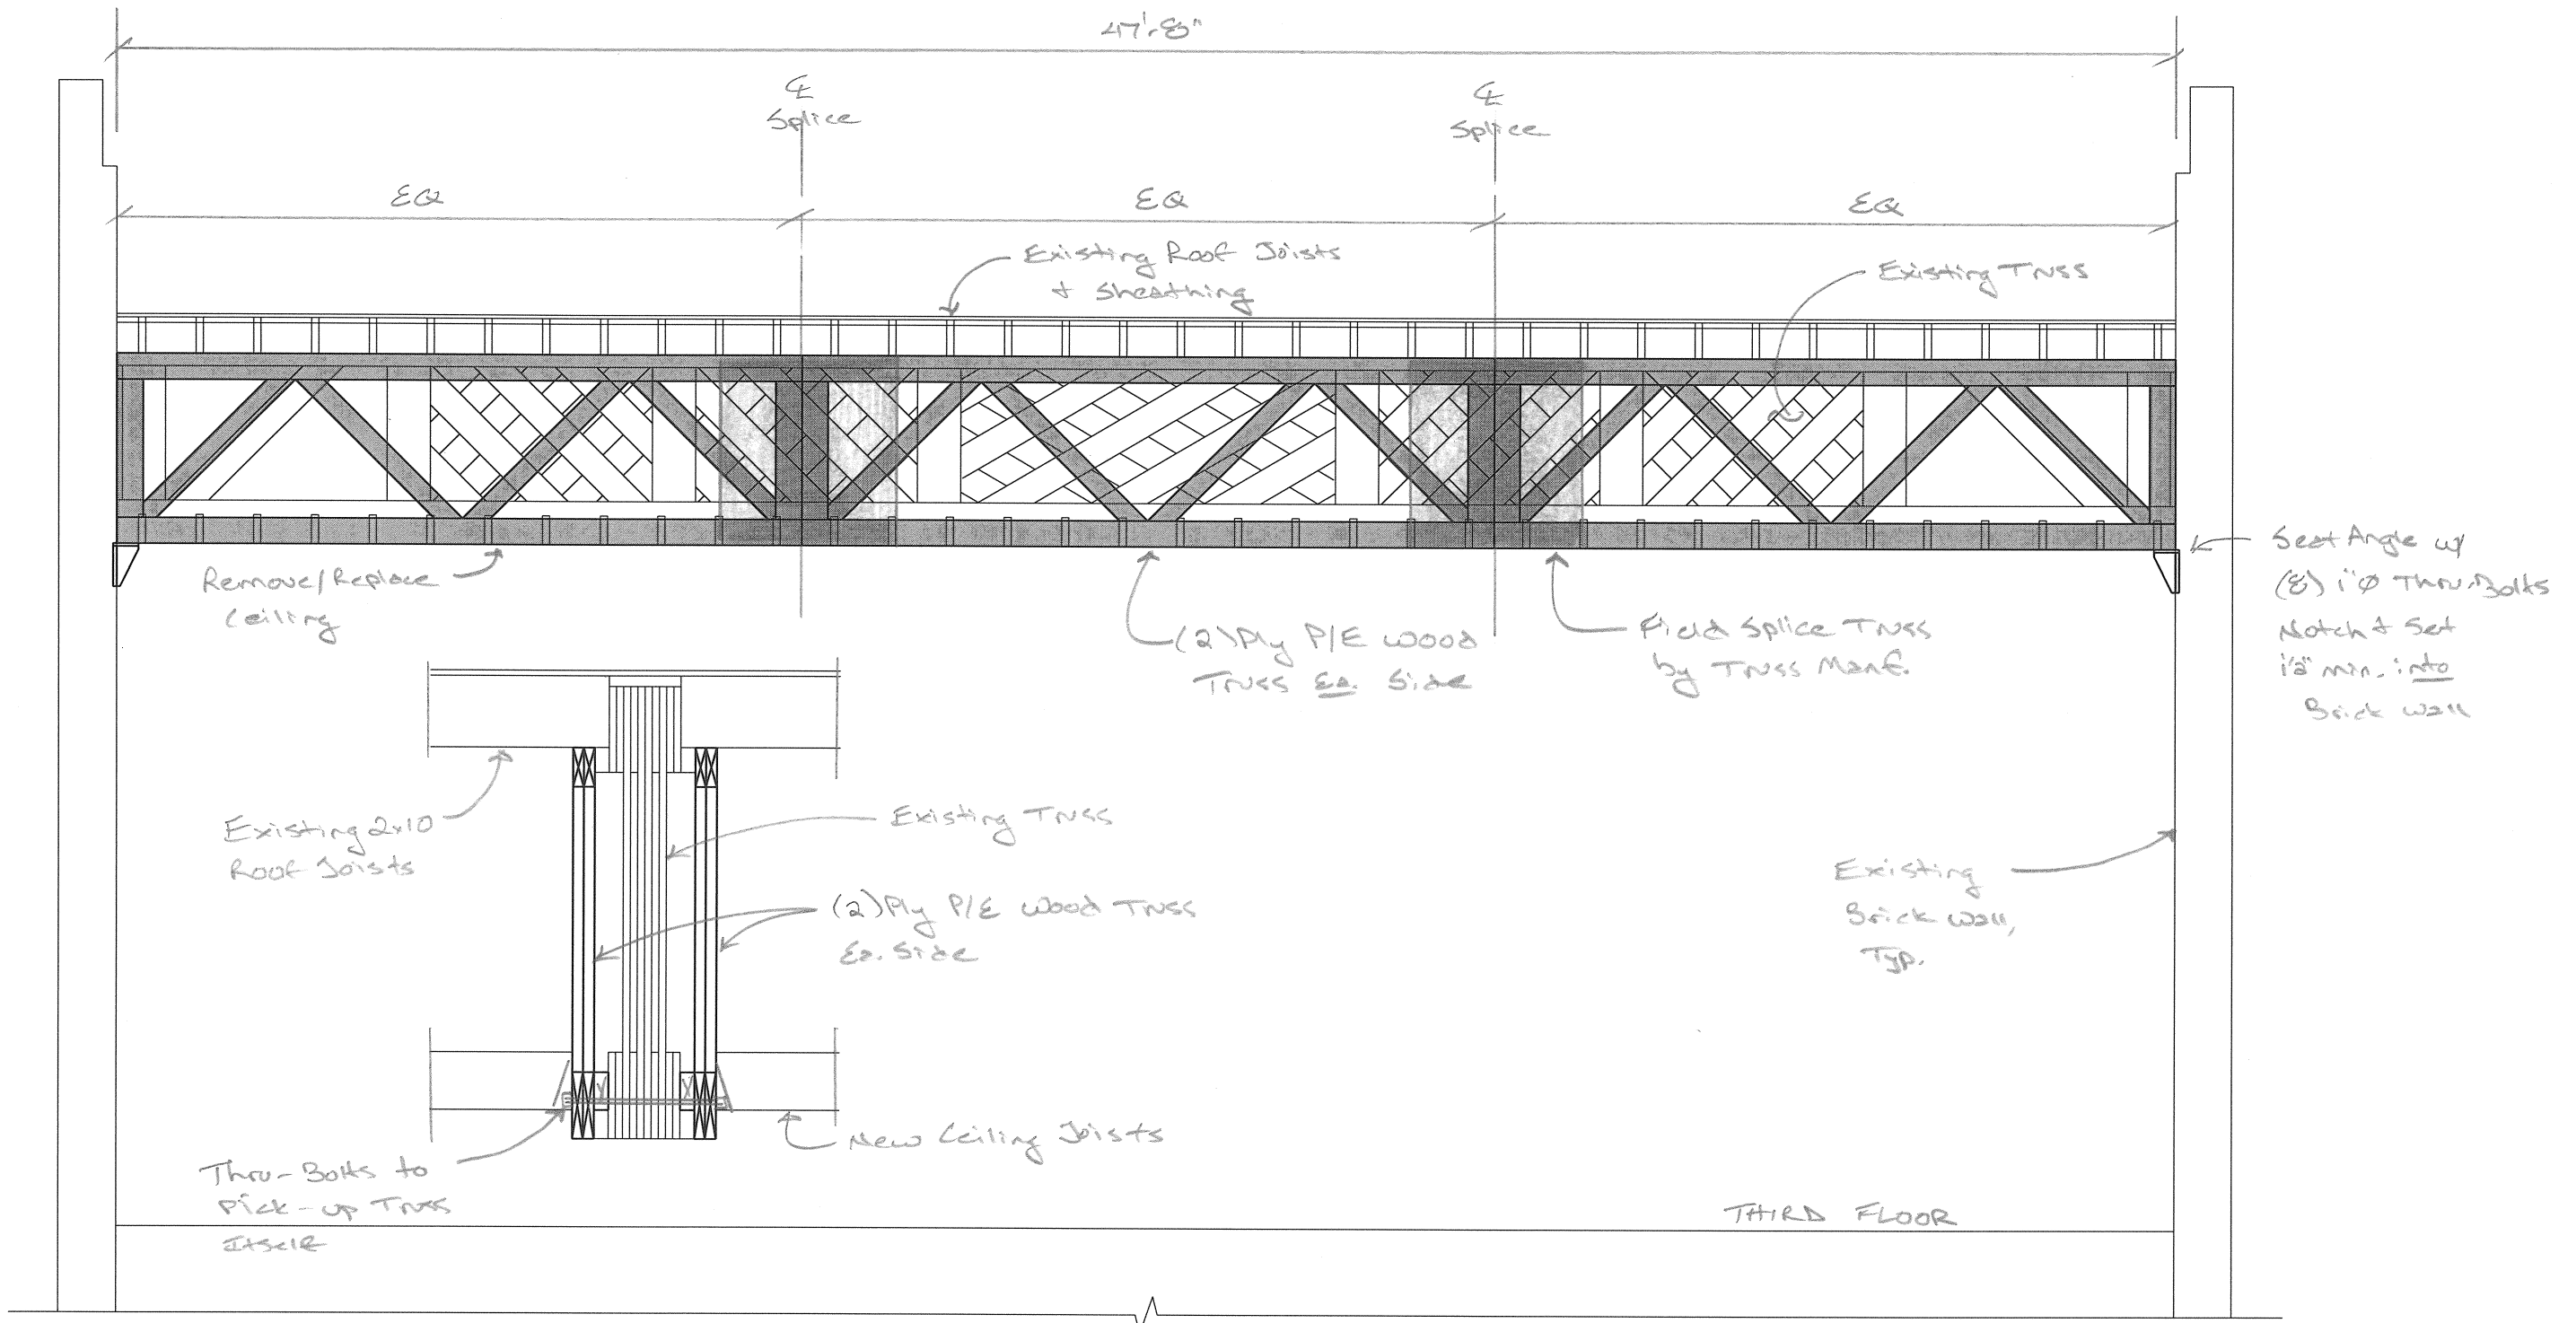 47'-8"
℄
Splice
℄
Splice
EQ
EQ
EQ
Existing Roof Joists
+ Sheathing
Existing Truss
Remove/Replace
Ceiling
(2) Ply P/E Wood
Truss Ea. Side
Field Splice Truss
by Truss Manf.
Seat Angle w/
(8) 1"Ø Thru-Bolts
Notch + Set
min. into
Brick Wall
Existing 2x10
Roof Joists
Existing Truss
(2) Ply P/E Wood Truss
Ea. Side
Existing
Brick Wall,
Typ.
New Ceiling Joists
Thru-Bolts to
Pick-up Truss
Itself
THIRD FLOOR